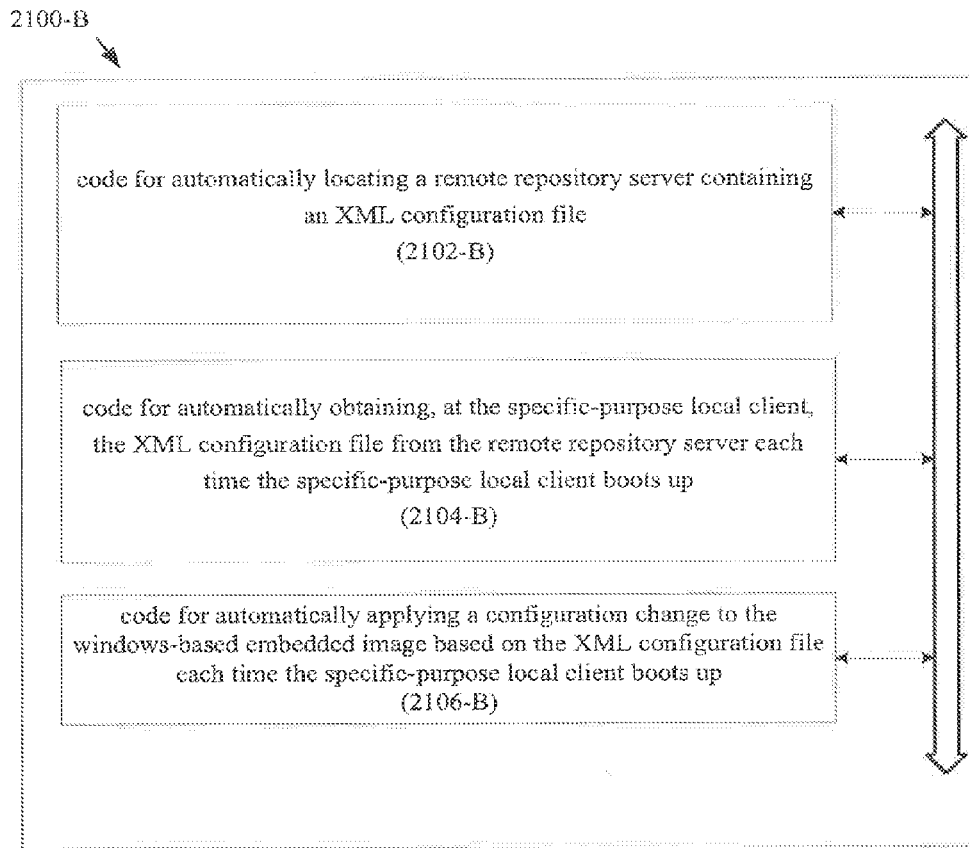 2100-B
code for automatically locating a remote repository server containing
an XML configuration file
(2102-B)
code for automatically obtaining, at the specific-purpose local client,
the XML configuration file from the remote repository server each
time the specific-purpose local client boots up
(2104-B)
code for automatically applying a configuration change to the
windows-based embedded image based on the XML configuration file
each time the specific-purpose local client boots up
(2106-B)